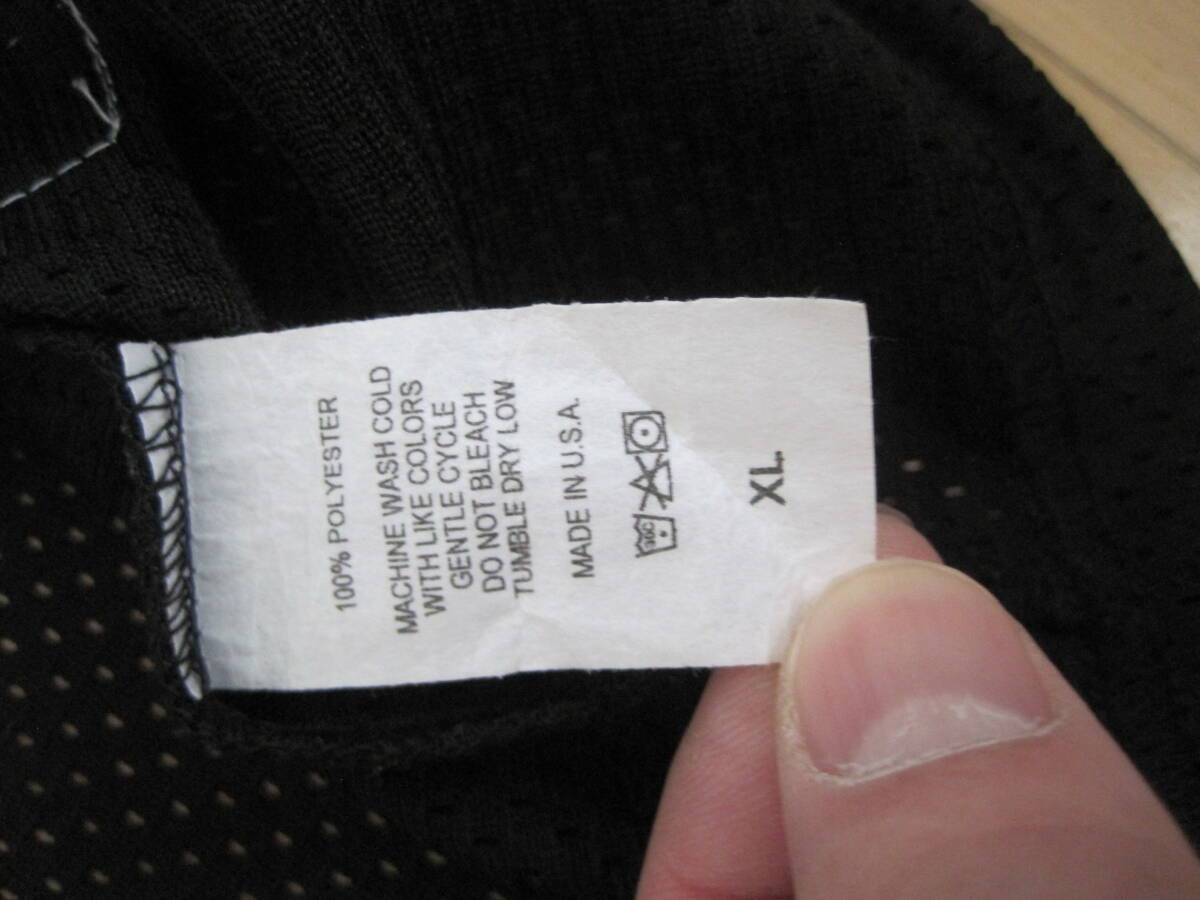 100% POLYESTER
MACHINE WASH COLD
WITH LIKE COLORS
GENTLE CYCLE
DO NOT BLEACH
TUMBLE DRY LOW
MADE IN U.S.A.
XL